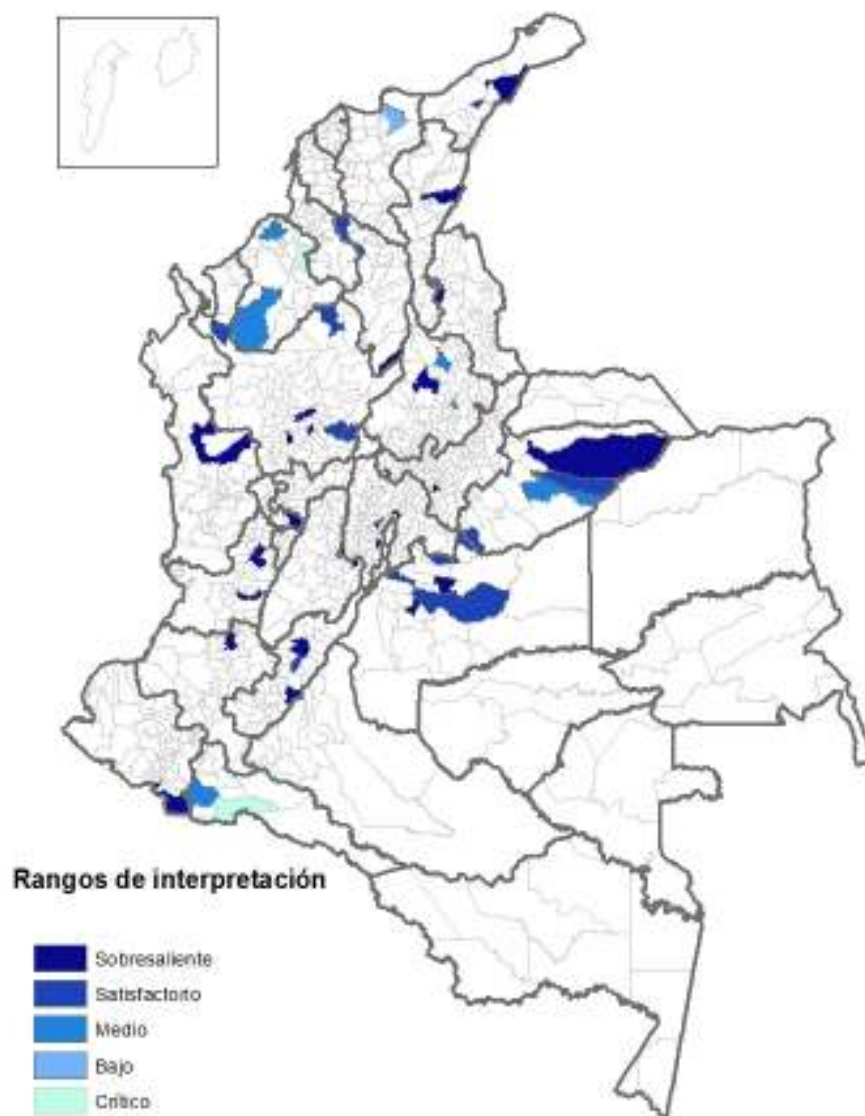 Rangos de interpretación
Sobresaliente
Satisfactorio
Medio
Bajo
Crítico